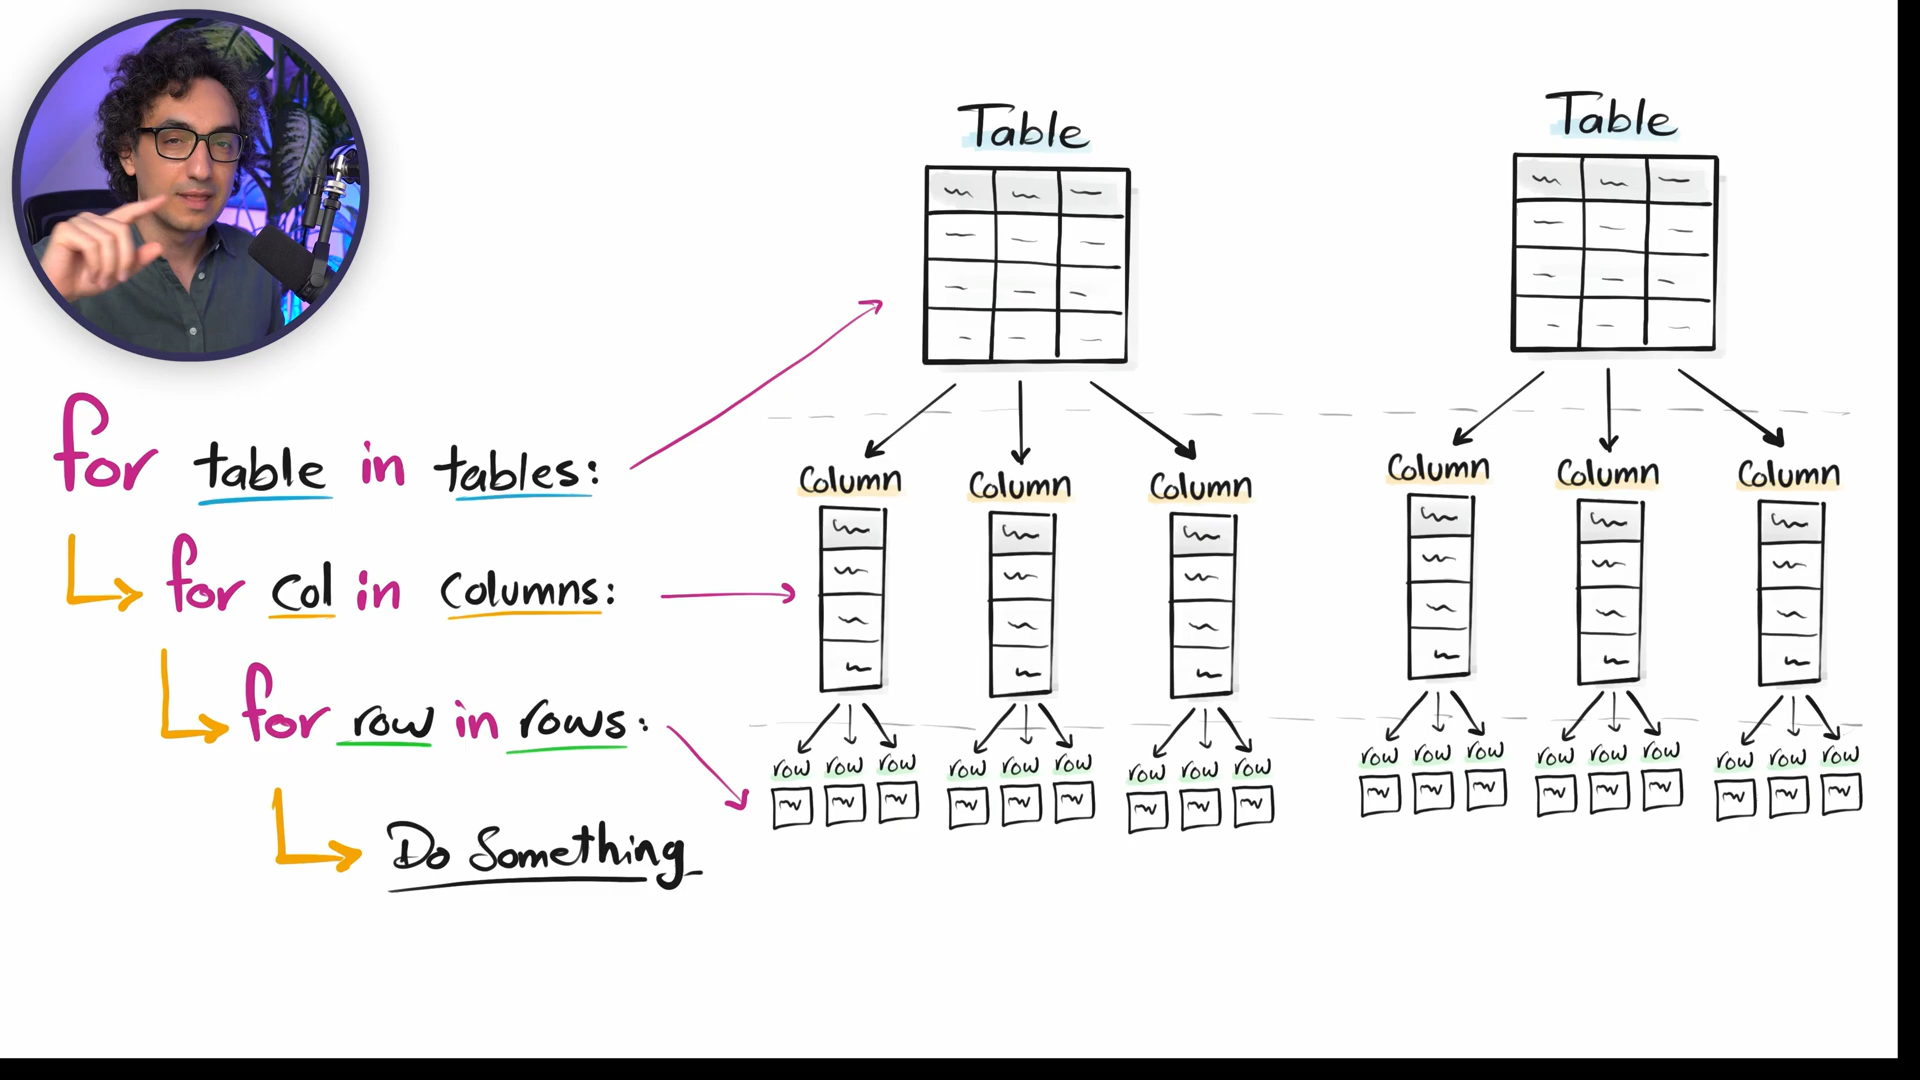 for table in tables:
for col in columns:
for row in rows:
Do Something
Table
Table
Column Column Column
Column Column Column
row row row row row row row row row
row row row row row row row row row